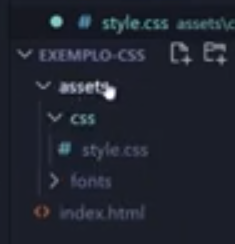 # style.css assets\c
EXEMPLO-CSS
assets
css
# style.css
fonts
<> index.html